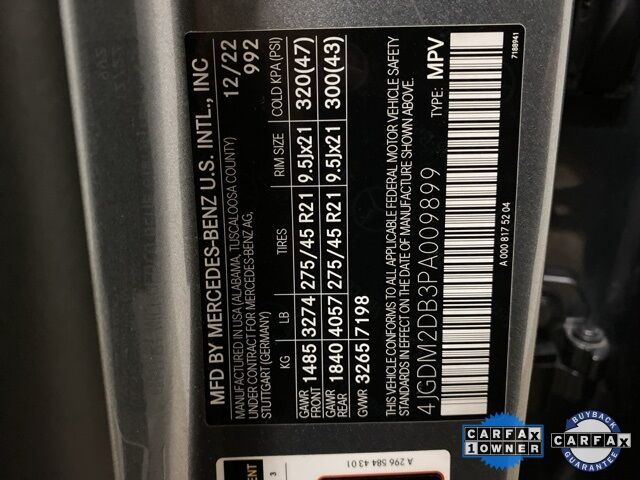 MFD BY MERCEDES-BENZ U.S. INTL., INC
MANUFACTURED IN USA (ALABAMA, TUSCALOOSA COUNTY)
UNDER CONTRACT FOR MERCEDES-BENZ AG,
STUTTGART (GERMANY)
12/22
992
KG LB TIRES RIM SIZE COLD KPA (PSI)
GAWR FRONT 1485 3274 275/45 R21 9.5Jx21 320(47)
GAWR REAR 1840 4057 275/45 R21 9.5Jx21 300(43)
GVWR 3265 7198
THIS VEHICLE CONFORMS TO ALL APPLICABLE FEDERAL MOTOR VEHICLE SAFETY
STANDARDS IN EFFECT ON THE DATE OF MANUFACTURE SHOWN ABOVE.
4JGDM2DB3PA009899 TYPE: MPV
A 000 817 52 04
7188941
A 296 584 43 01
CARFAX
1 OWNER
BUYBACK
CARFAX
GUARANTEE